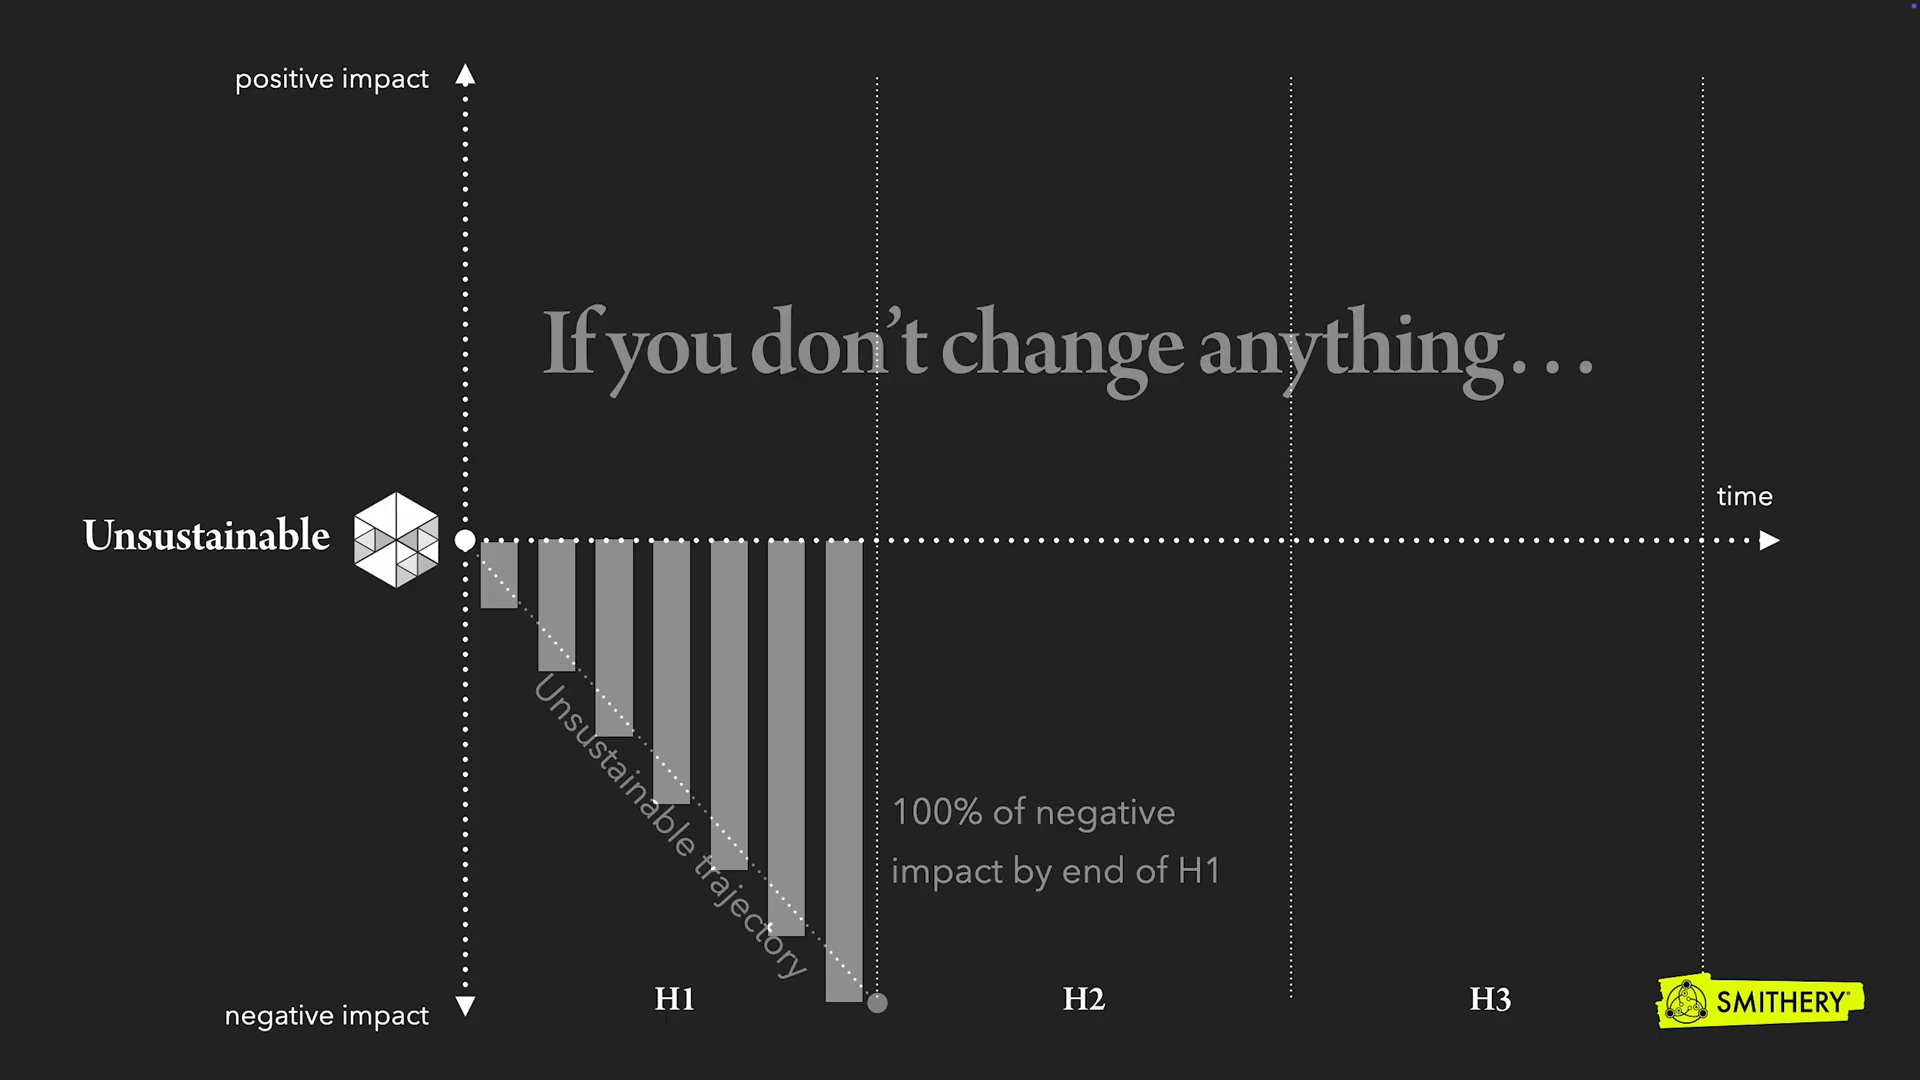 positive impact
If you don’t change anything…
time
Unsustainable
Unsustainable trajectory
100% of negative
impact by end of H1
H1
H2
H3
negative impact
SMITHERY